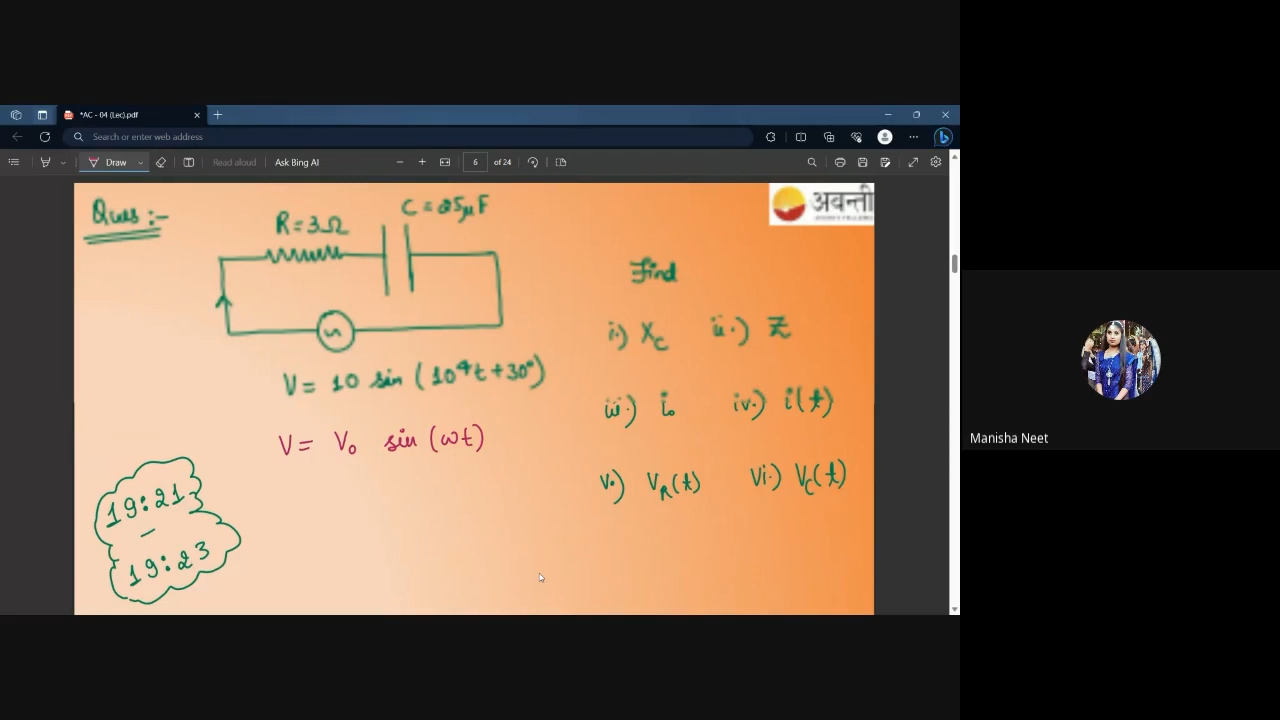 *AC - 04 (Lec).pdf
Search or enter web address
Draw
Read aloud
Ask Bing AI
6 of 24
Ques :-
R = 3Ω
C = 25μF
अवन्ती
Find
i.) Xc ii.) Z
V = 10 sin (10⁴t + 30°)
iii.) i₀ iv.) i(t)
V = V₀ sin (ωt)
Manisha Neet
v.) V_R(t) vi.) V_C(t)
19:21
–
19:23